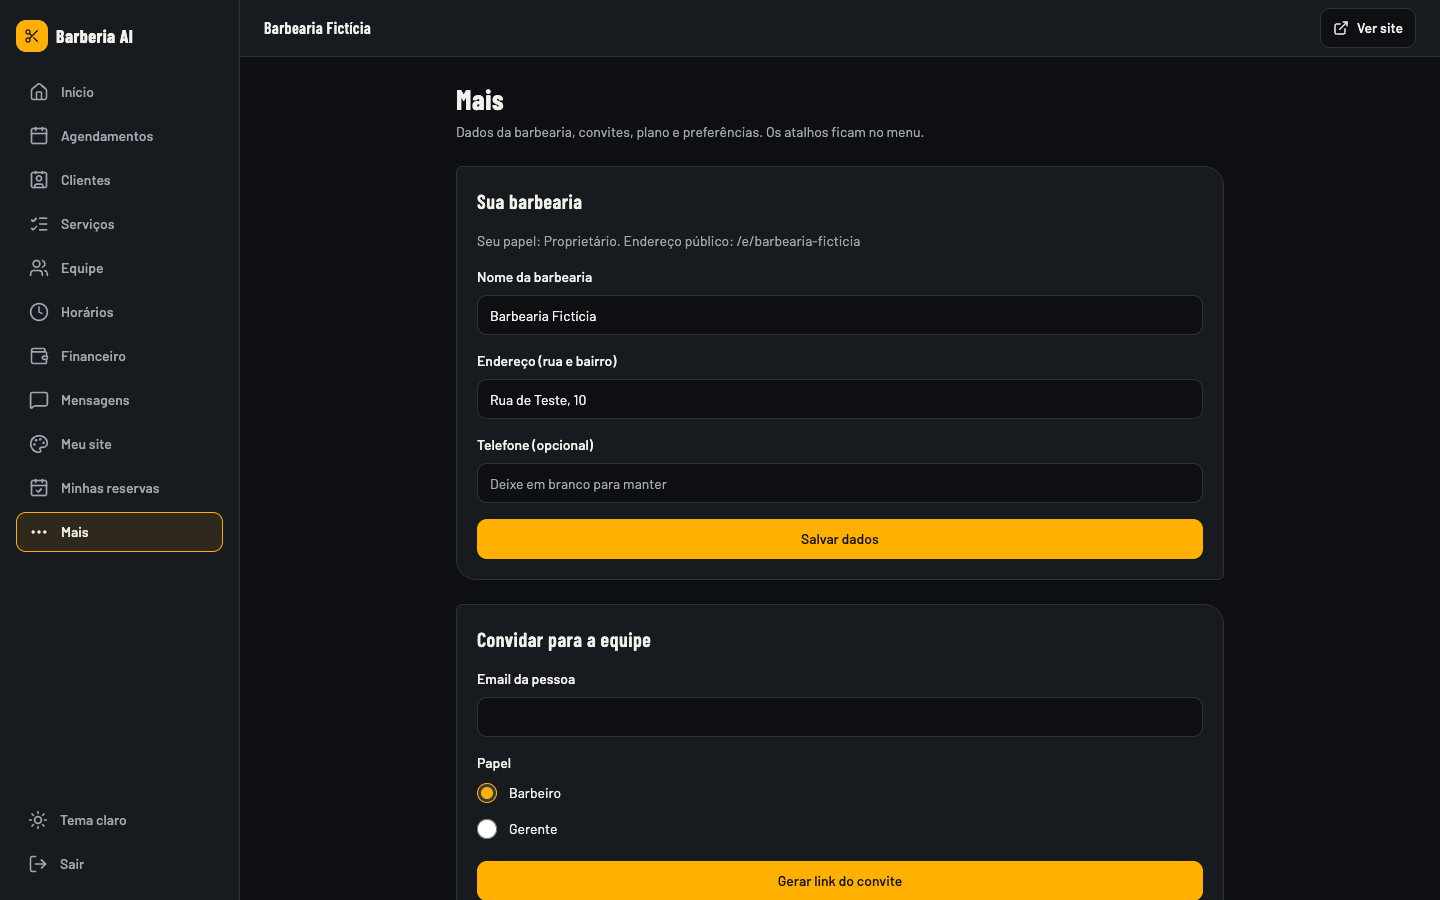 Barberia AI
Início
Agendamentos
Clientes
Serviços
Equipe
Horários
Financeiro
Mensagens
Meu site
Minhas reservas
Mais
Tema claro
Sair
Barbearia Fictícia
Ver site
Mais
Dados da barbearia, convites, plano e preferências. Os atalhos ficam no menu.
Sua barbearia
Seu papel: Proprietário. Endereço público: /e/barbearia-ficticia
Nome da barbearia
Barbearia Fictícia
Endereço (rua e bairro)
Rua de Teste, 10
Telefone (opcional)
Deixe em branco para manter
Salvar dados
Convidar para a equipe
Email da pessoa
Papel
Barbeiro
Gerente
Gerar link do convite